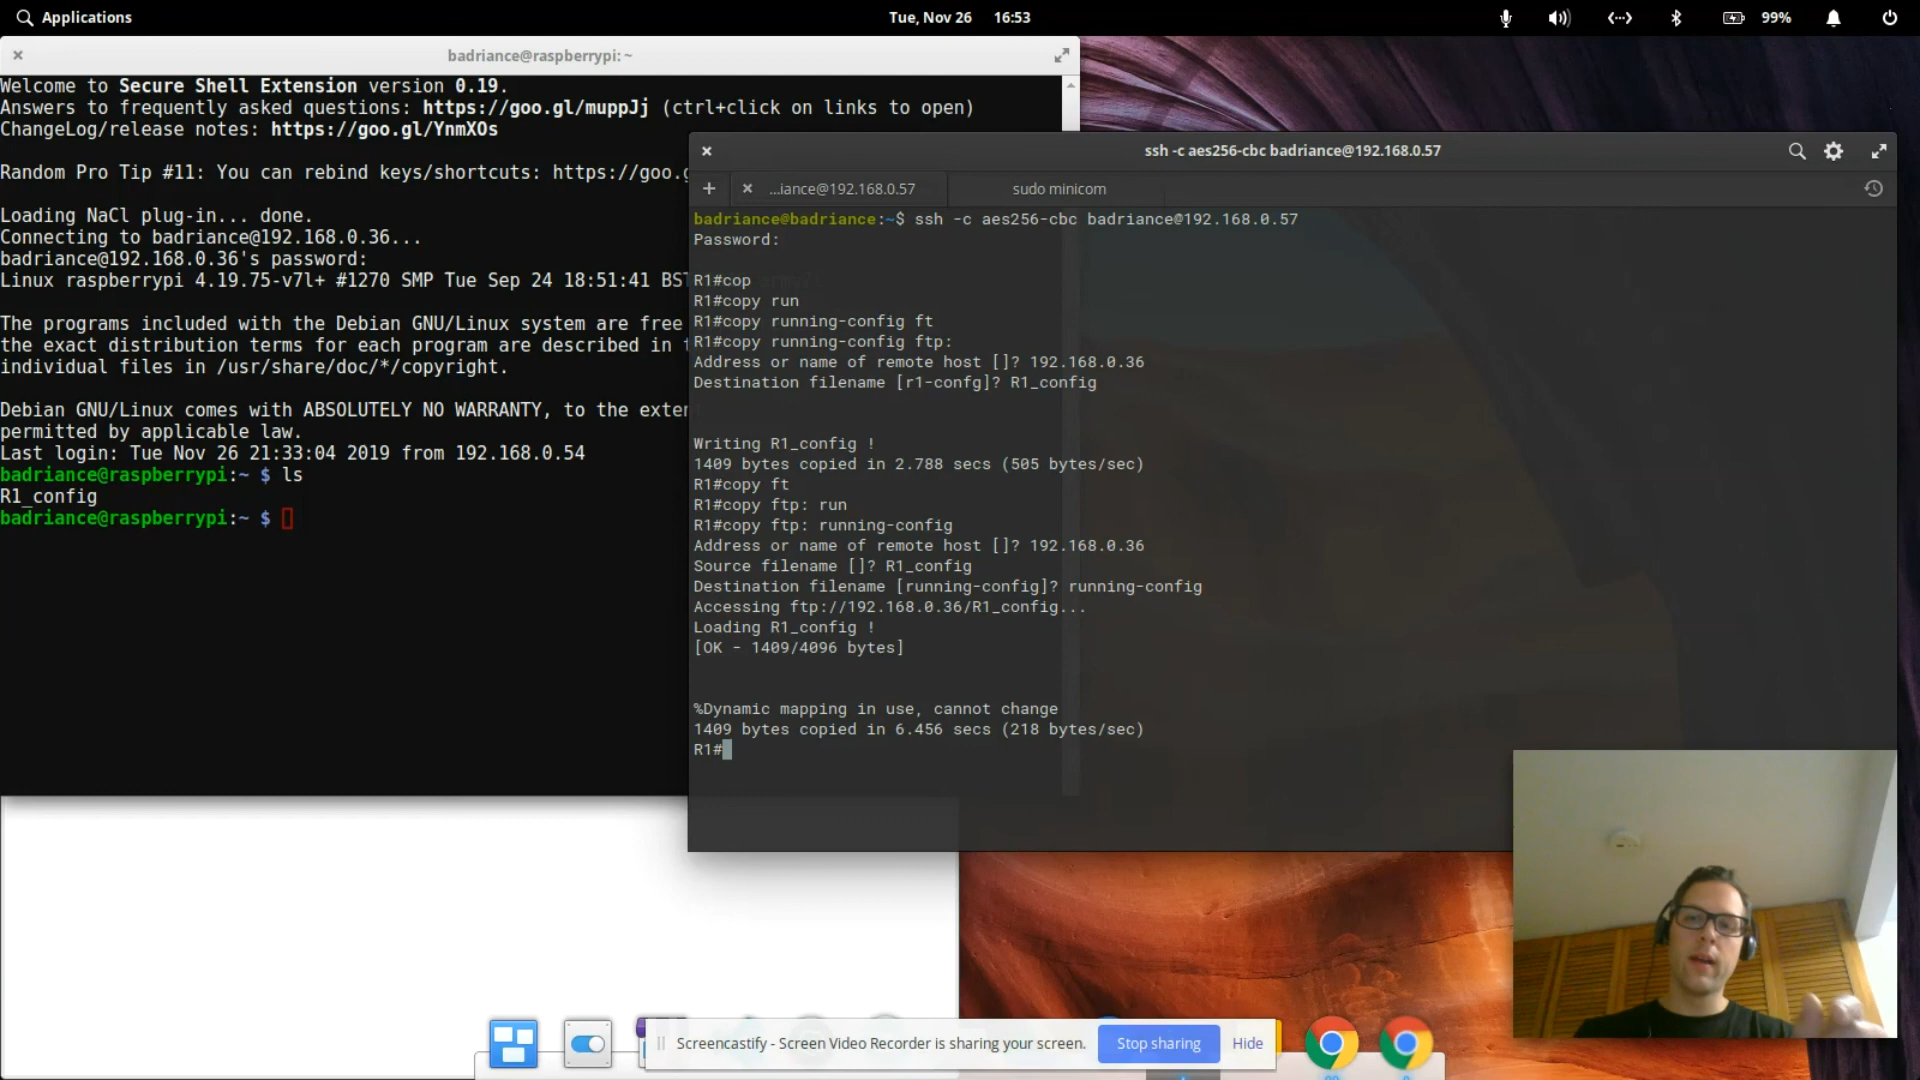 Applications
Tue, Nov 26 16:53
99%
badriance@raspberrypi: ~
Welcome to Secure Shell Extension version 0.19.
Answers to frequently asked questions: https://goo.gl/muppJj (ctrl+click on links to open)
ChangeLog/release notes: https://goo.gl/YnmXOs
Random Pro Tip #11: You can rebind keys/shortcuts: https://goo.g
Loading NaCl plug-in... done.
Connecting to badriance@192.168.0.36...
badriance@192.168.0.36's password:
Linux raspberrypi 4.19.75-v7l+ #1270 SMP Tue Sep 24 18:51:41 BST
The programs included with the Debian GNU/Linux system are free
the exact distribution terms for each program are described in t
individual files in /usr/share/doc/*/copyright.
Debian GNU/Linux comes with ABSOLUTELY NO WARRANTY, to the exten
permitted by applicable law.
Last login: Tue Nov 26 21:33:04 2019 from 192.168.0.54
badriance@raspberrypi:~ $ ls
R1_config
badriance@raspberrypi:~ $
ssh -c aes256-cbc badriance@192.168.0.57
...iance@192.168.0.57
sudo minicom
badriance@badriance:~$ ssh -c aes256-cbc badriance@192.168.0.57
Password:
R1#cop
R1#copy run
R1#copy running-config ft
R1#copy running-config ftp:
Address or name of remote host []? 192.168.0.36
Destination filename [r1-confg]? R1_config
Writing R1_config !
1409 bytes copied in 2.788 secs (505 bytes/sec)
R1#copy ft
R1#copy ftp: run
R1#copy ftp: running-config
Address or name of remote host []? 192.168.0.36
Source filename []? R1_config
Destination filename [running-config]? running-config
Accessing ftp://192.168.0.36/R1_config...
Loading R1_config !
[OK - 1409/4096 bytes]
%Dynamic mapping in use, cannot change
1409 bytes copied in 6.456 secs (218 bytes/sec)
R1#
Screencastify - Screen Video Recorder is sharing your screen.
Stop sharing
Hide